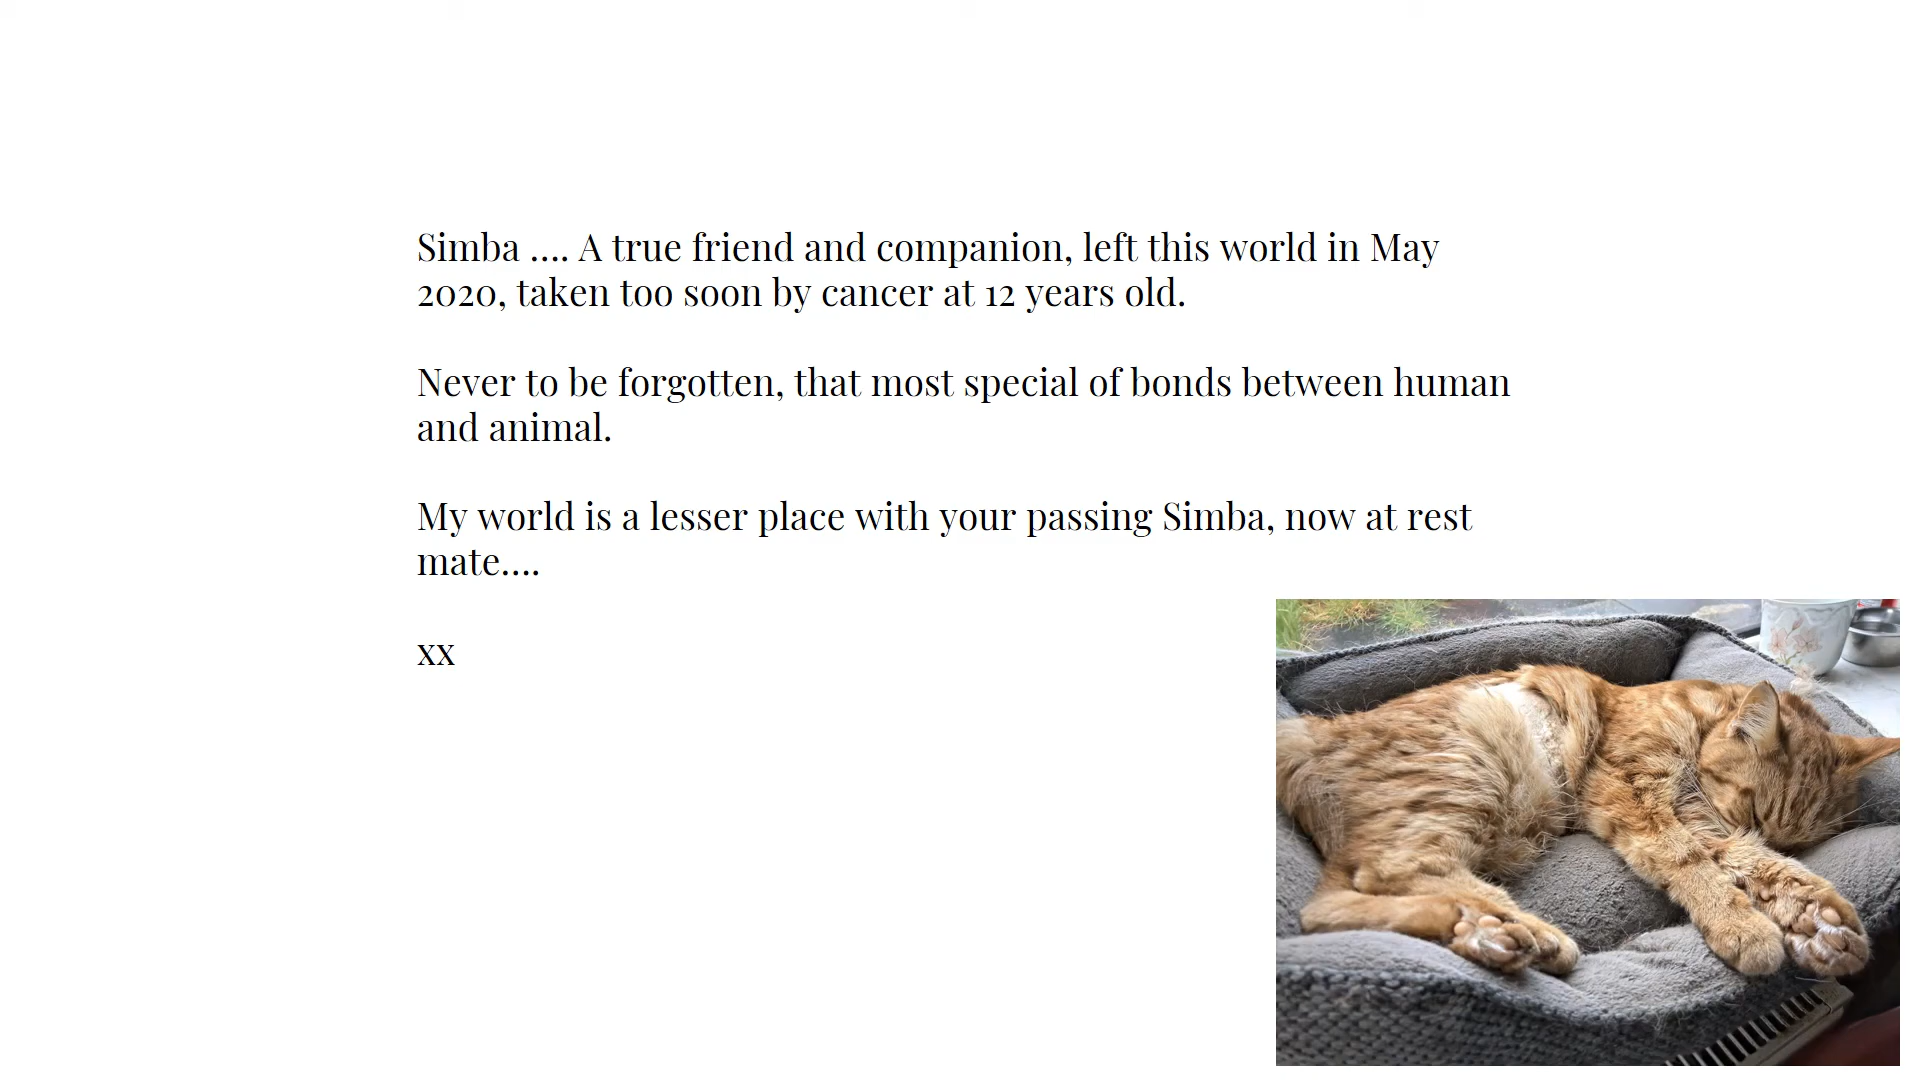 Simba .... A true friend and companion, left this world in May
2020, taken too soon by cancer at 12 years old.
Never to be forgotten, that most special of bonds between human
and animal.
My world is a lesser place with your passing Simba, now at rest
mate....
xx